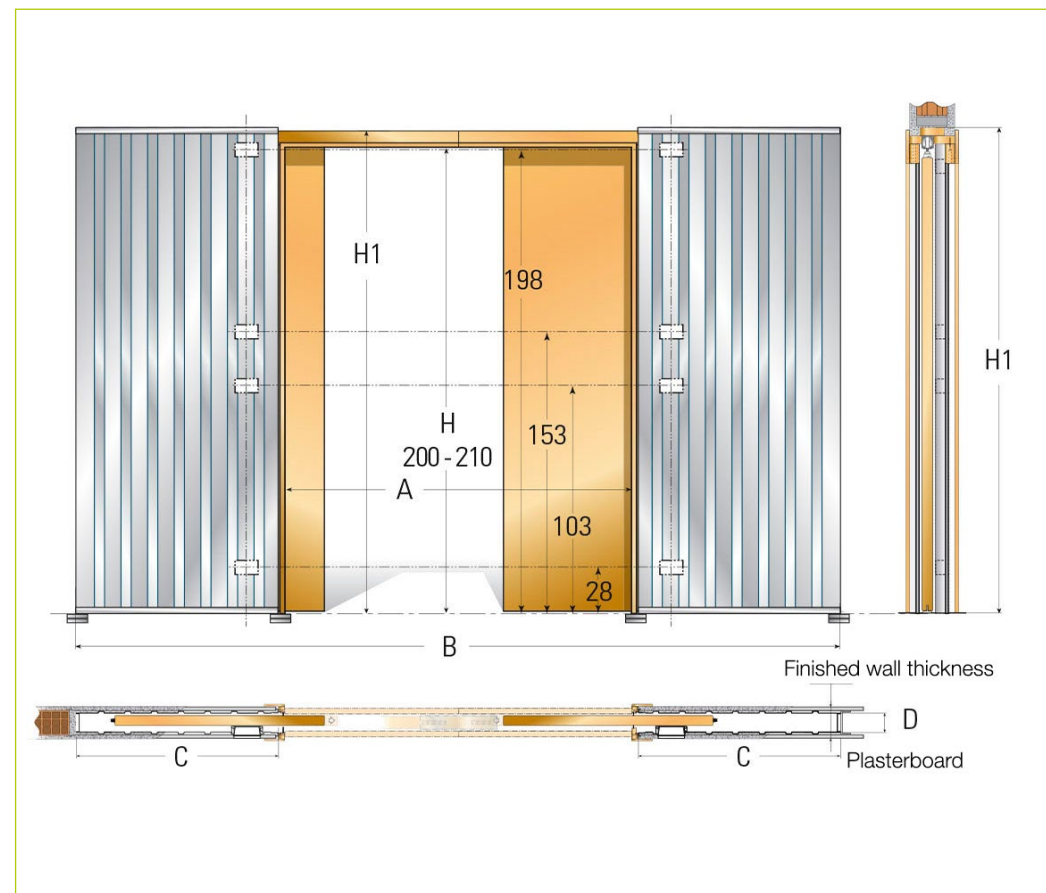 H1
198
H1
H
200 - 210
153
A
103
28
B
Finished wall thickness
D
C
C
Plasterboard